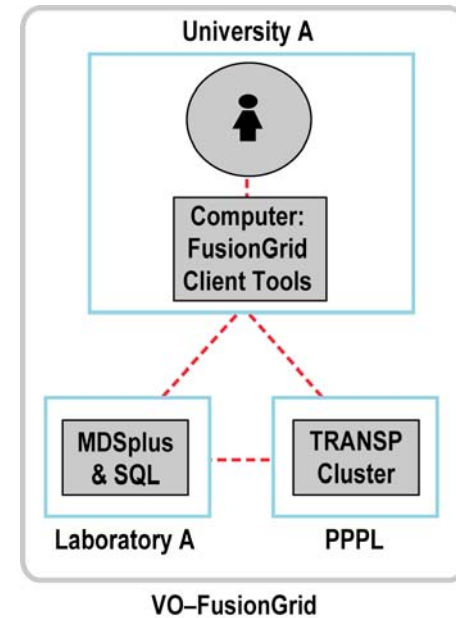 University A
Computer:
FusionGrid
Client Tools
MDSplus
& SQL
TRANSP
Cluster
Laboratory A
PPPL
VO–FusionGrid